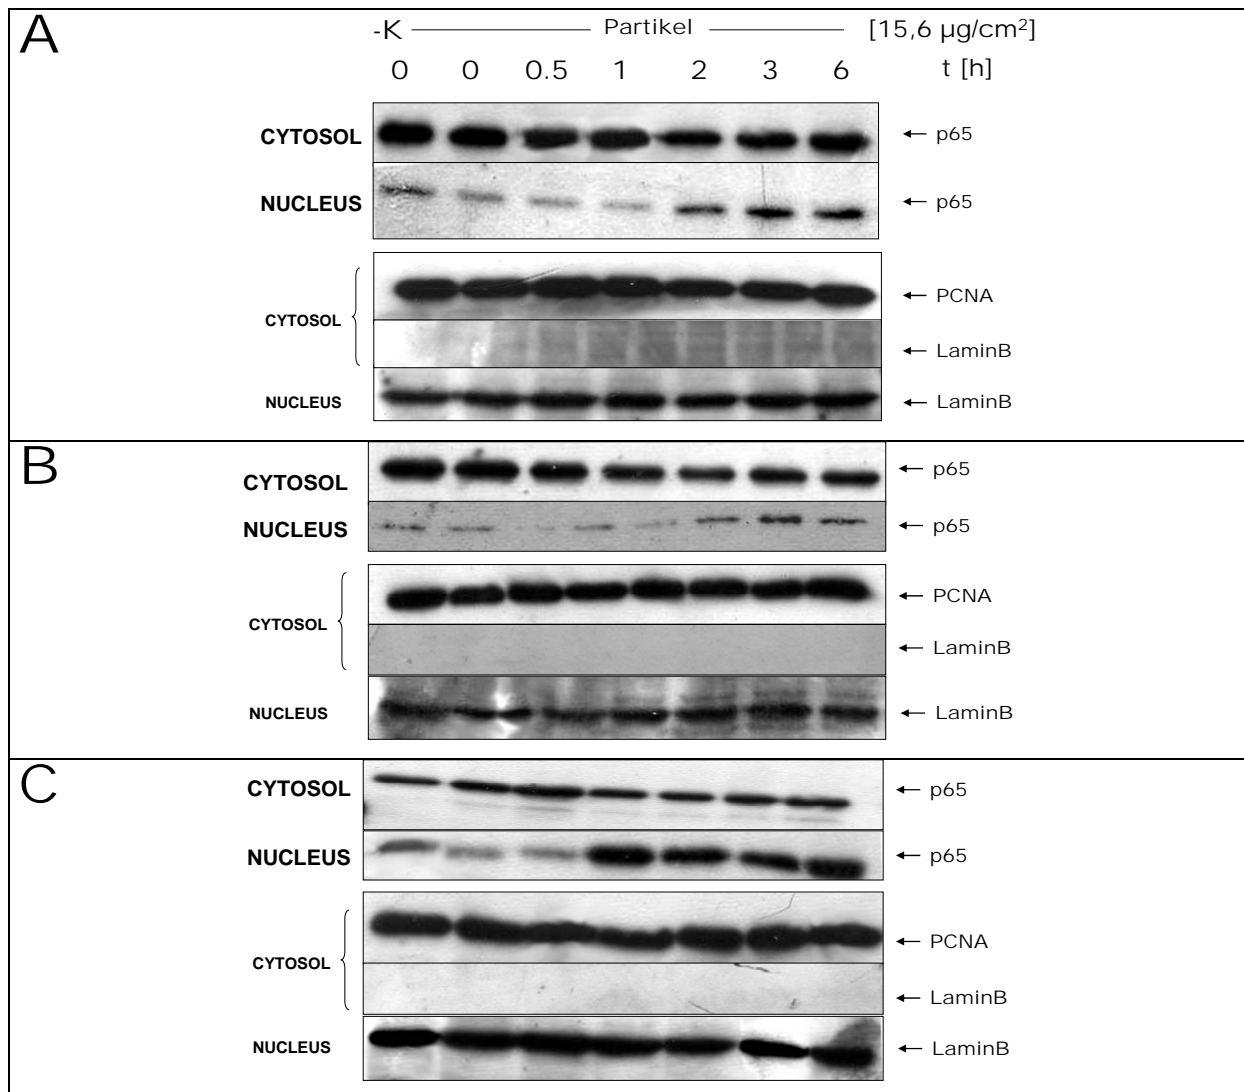 A
-K Partikel [15,6 µg/cm²]
0 0 0.5 1 2 3 6 t [h]
CYTOSOL ← p65
NUCLEUS ← p65
← PCNA
CYTOSOL
← LaminB
NUCLEUS ← LaminB
B
CYTOSOL ← p65
NUCLEUS ← p65
← PCNA
CYTOSOL
← LaminB
NUCLEUS ← LaminB
C
CYTOSOL ← p65
NUCLEUS ← p65
← PCNA
CYTOSOL
← LaminB
NUCLEUS ← LaminB